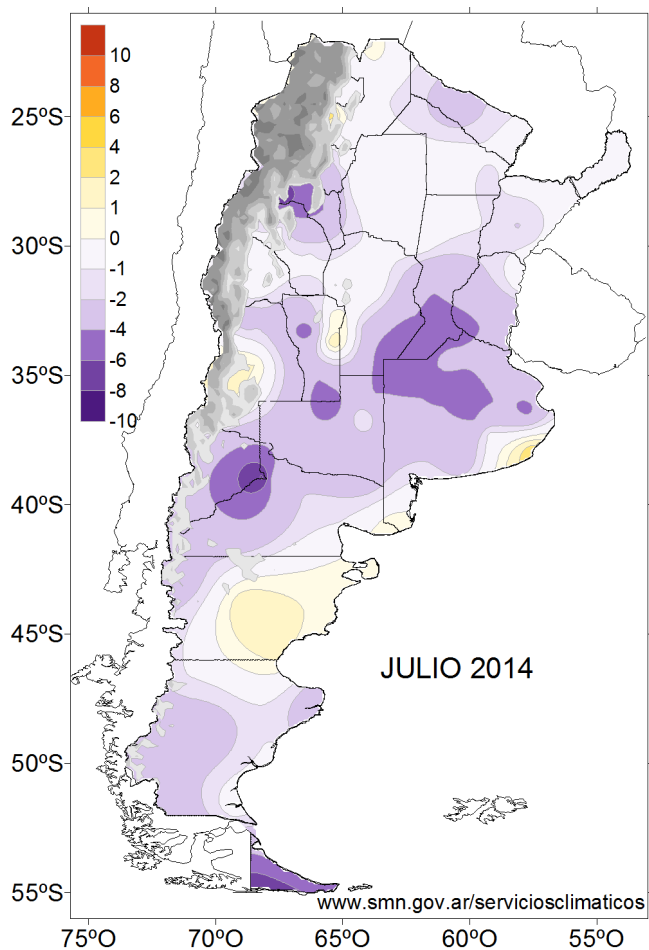 10
8
6
4
2
1
0
-1
-2
-4
-6
-8
-10
25ºS
30ºS
35ºS
40ºS
45ºS
50ºS
55ºS
JULIO 2014
www.smn.gov.ar/serviciosclimaticos
75ºO 70ºO 65ºO 60ºO 55ºO